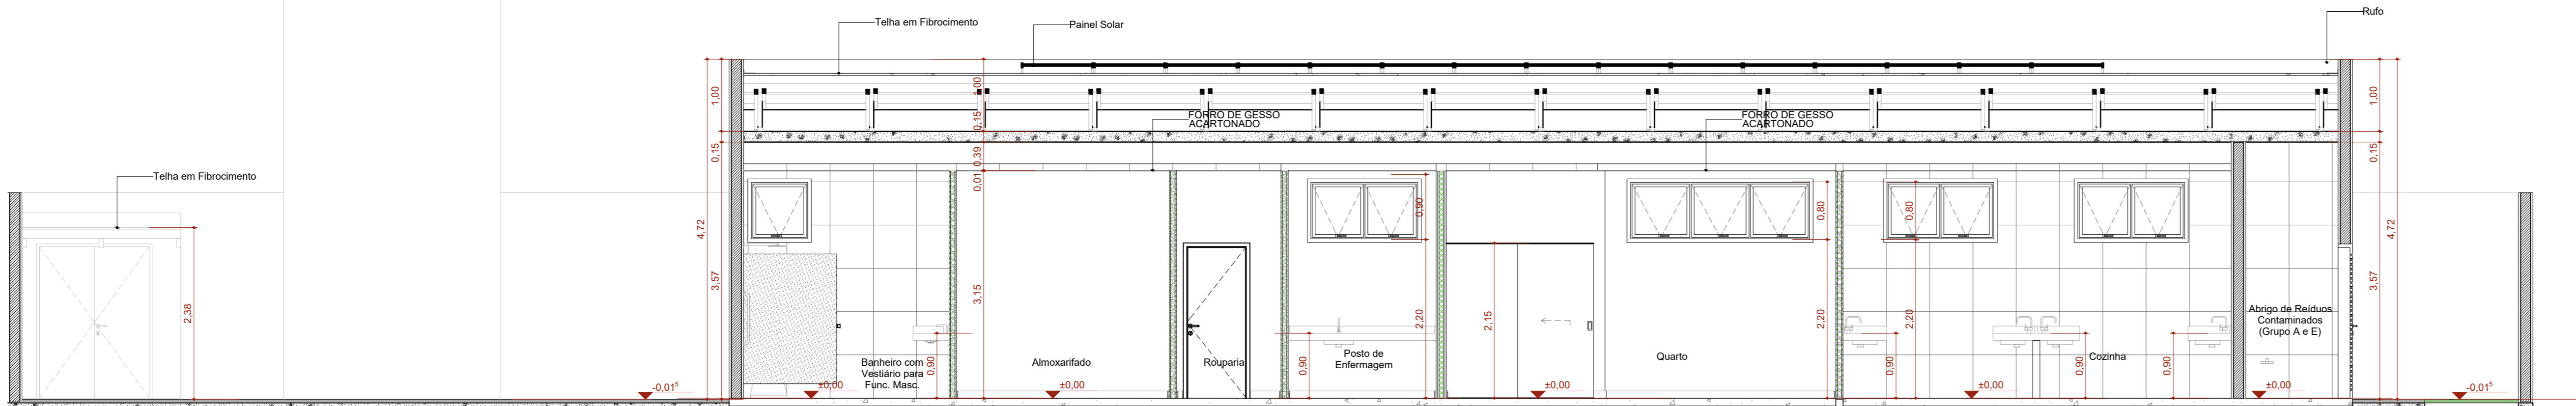 Telha em Fibrocimento
Painel Solar
Rufo
1,00
1,00
1,00
FORRO DE GESSO
ACARTONADO
FORRO DE GESSO
ACARTONADO
0,15
0,15
0,15
0,39
0,01
Telha em Fibrocimento
4,72
3,57
3,15
0,90
0,80
0,80
4,72
3,57
2,38
2,20
2,15
2,20
2,20
Abrigo de Reíduos
Contaminados
(Grupo A e E)
Banheiro com
Vestiário para
Func. Masc.
0,90
Almoxarifado
Rouparia
0,90
Posto de
Enfermagem
Quarto
0,90
Cozinha
0,90
0,90
-0,01⁵
±0,00
±0,00
±0,00
±0,00
±0,00
-0,01⁵